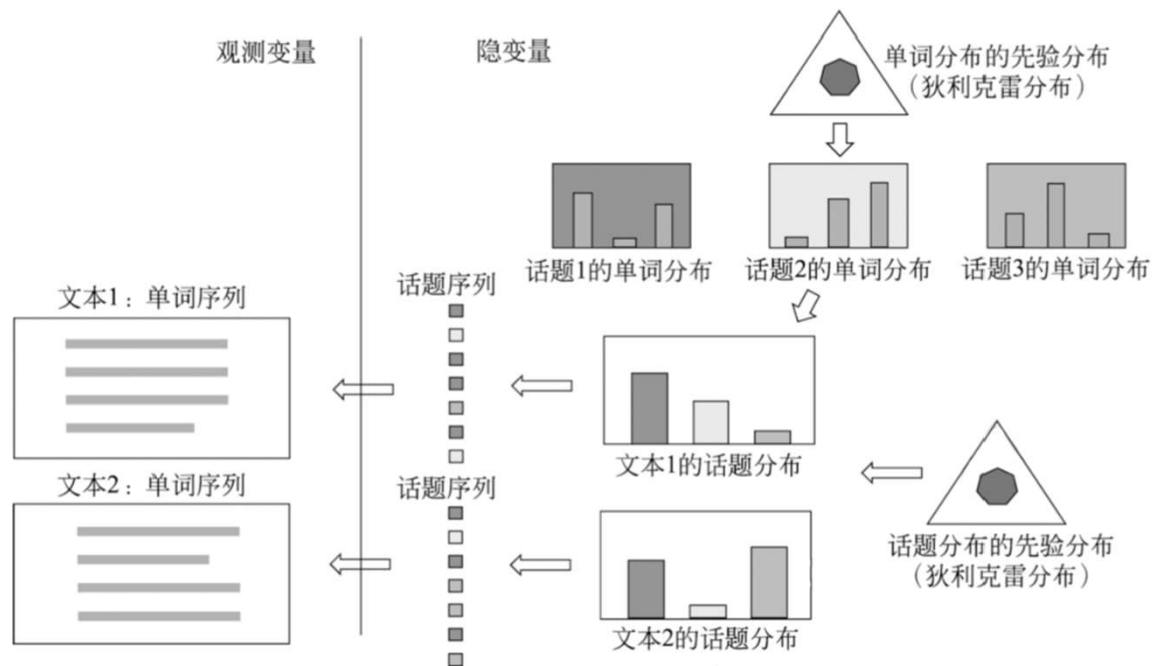 观测变量
隐变量
单词分布的先验分布
（狄利克雷分布）
话题1的单词分布
话题2的单词分布
话题3的单词分布
话题序列
文本1：单词序列
文本1的话题分布
文本2：单词序列
话题序列
话题分布的先验分布
（狄利克雷分布）
文本2的话题分布